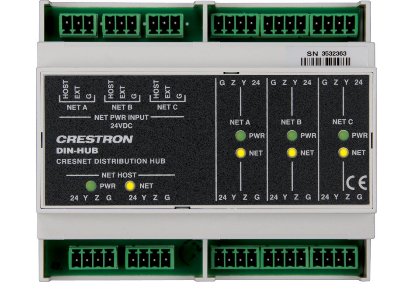 SN 3532363
HOST EXT G HOST EXT G HOST EXT G
NET A NET B NET C
NET PWR INPUT
24VDC
CRESTRON
DIN-HUB
CRESNET DISTRIBUTION HUB
NET HOST
PWR NET
24 Y Z G 24 Y Z G
G Z Y 24 G Z Y 24 G Z Y 24
NET A NET B NET C
PWR PWR PWR
NET NET NET
CE
24 Y Z G 24 Y Z G 24 Y Z G